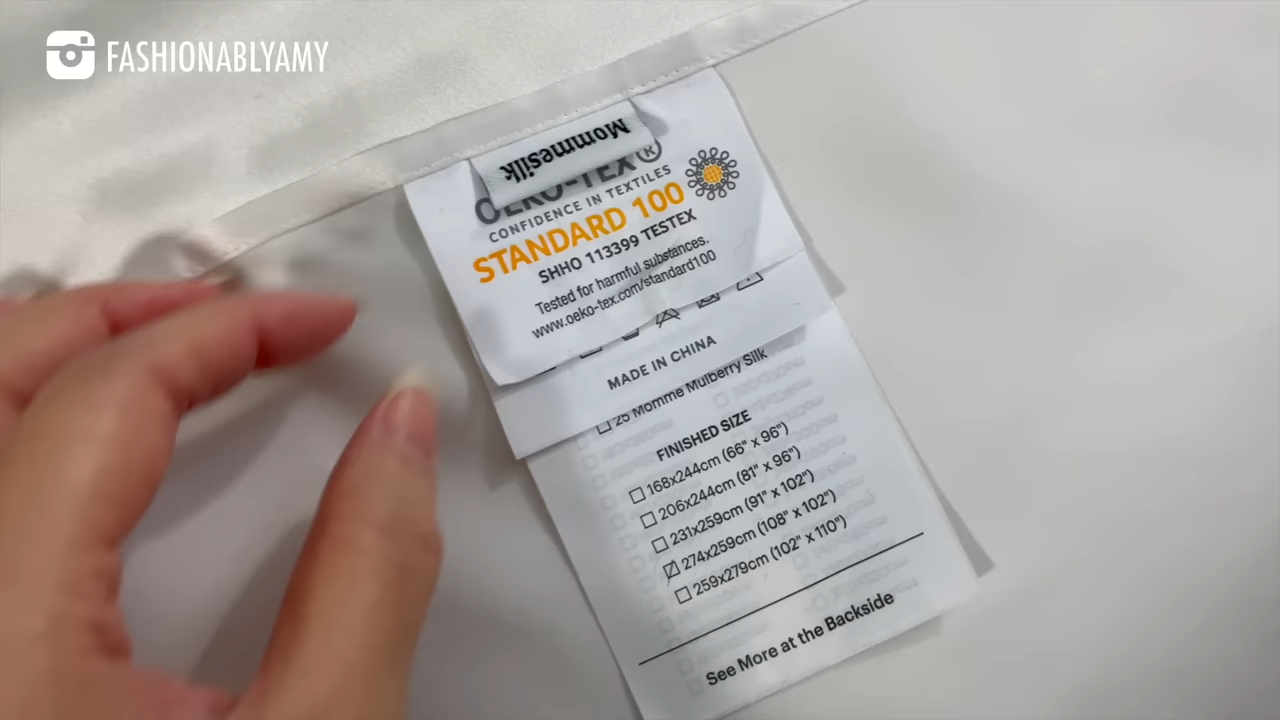 FASHIONABLYAMY
Mommesilk
OEKO-TEX®
CONFIDENCE IN TEXTILES
STANDARD 100
SHHO 113399 TESTEX
Tested for harmful substances.
www.oeko-tex.com/standard100
MADE IN CHINA
25 Momme Mulberry Silk
FINISHED SIZE
168x244cm (66" x 96")
206x244cm (81" x 96")
231x259cm (91" x 102")
274x259cm (108" x 102")
259x279cm (102" x 110")
See More at the Backside